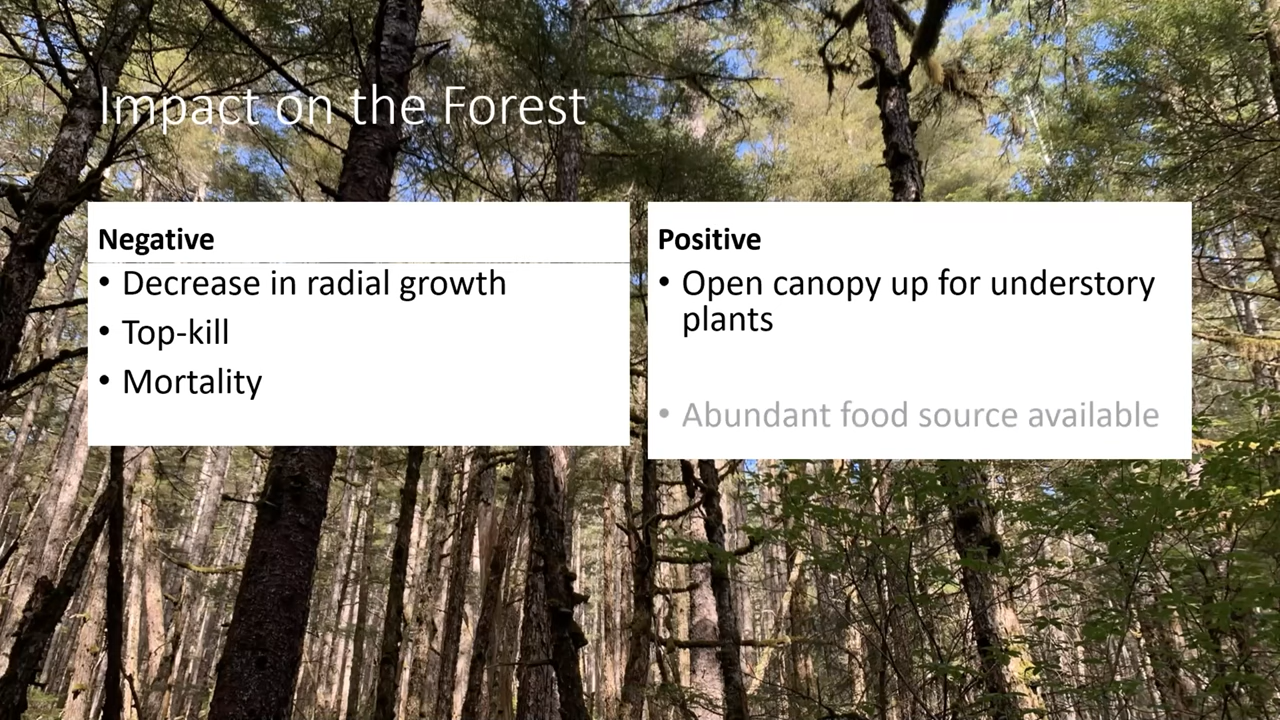 Impact on the Forest
Negative
• Decrease in radial growth
• Top-kill
• Mortality
Positive
• Open canopy up for understory
plants
• Abundant food source available